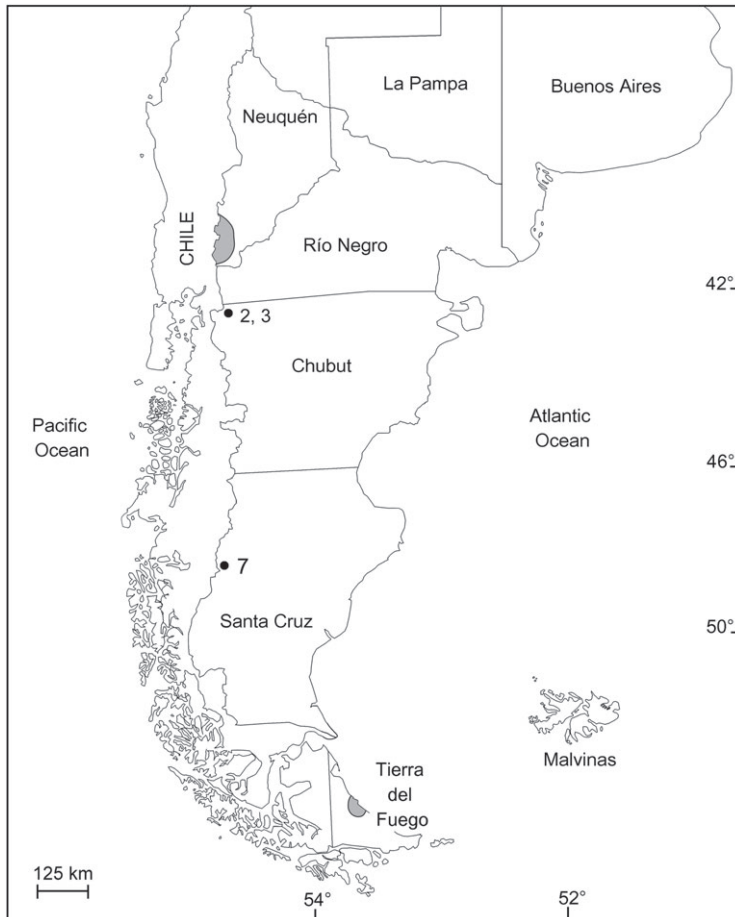 La Pampa
Buenos Aires
Neuquén
CHILE
Río Negro
42°
2, 3
Chubut
Pacific
Ocean
Atlantic
Ocean
46°
7
Santa Cruz
50°
Malvinas
Tierra
del
Fuego
125 km
54°
52°